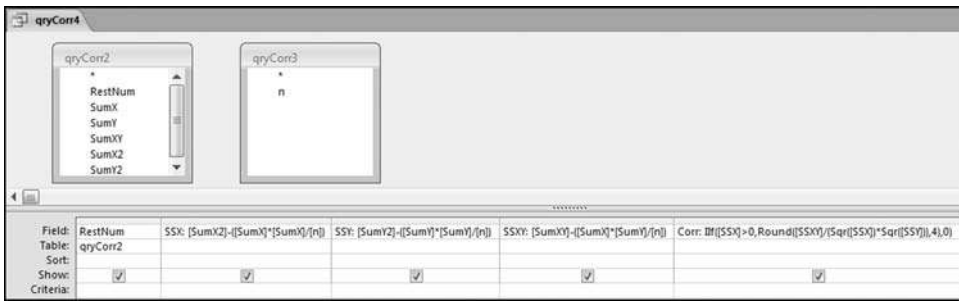 qryCorr4
qryCorr2
*
RestNum
SumX
SumY
SumXY
SumX2
SumY2
qryCorr3
*
n
Field: RestNum SSX: [SumX2]-([SumX]*[SumX]/[n]) SSY: [SumY2]-([SumY]*[SumY]/[n]) SSXY: [SumXY]-([SumX]*[SumY]/[n]) Corr: IIf([SSX]>0,Round([SSXY]/(Sqr([SSX])*Sqr([SSY])),4),0)
Table: qryCorr2
Sort:
Show:
Criteria: